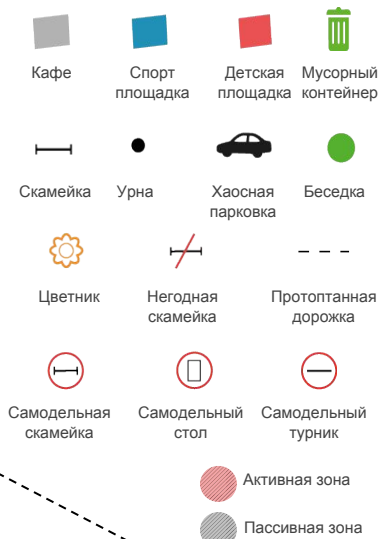 Кафе
Спорт
площадка
Детская
площадка
Мусорный
контейнер
Скамейка
Урна
Хаосная
парковка
Беседка
Цветник
Негодная
скамейка
Протоптанная
дорожка
Самодельная
скамейка
Самодельный
стол
Самодельный
турник
Активная зона
Пассивная зона